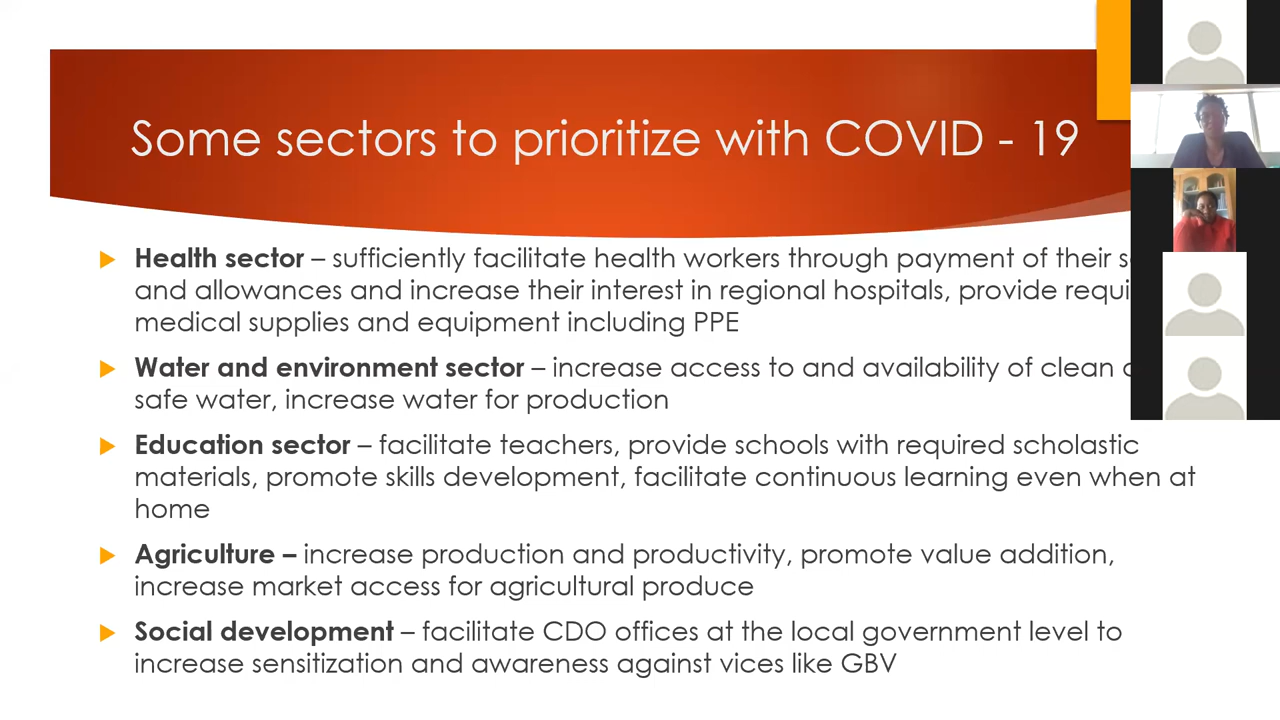 Some sectors to prioritize with COVID - 19
Health sector – sufficiently facilitate health workers through payment of their
and allowances and increase their interest in regional hospitals, provide
medical supplies and equipment including PPE
Water and environment sector – increase access to and availability of clean
safe water, increase water for production
Education sector – facilitate teachers, provide schools with required scholastic
materials, promote skills development, facilitate continuous learning even when at
home
Agriculture – increase production and productivity, promote value addition,
increase market access for agricultural produce
Social development – facilitate CDO offices at the local government level to
increase sensitization and awareness against vices like GBV